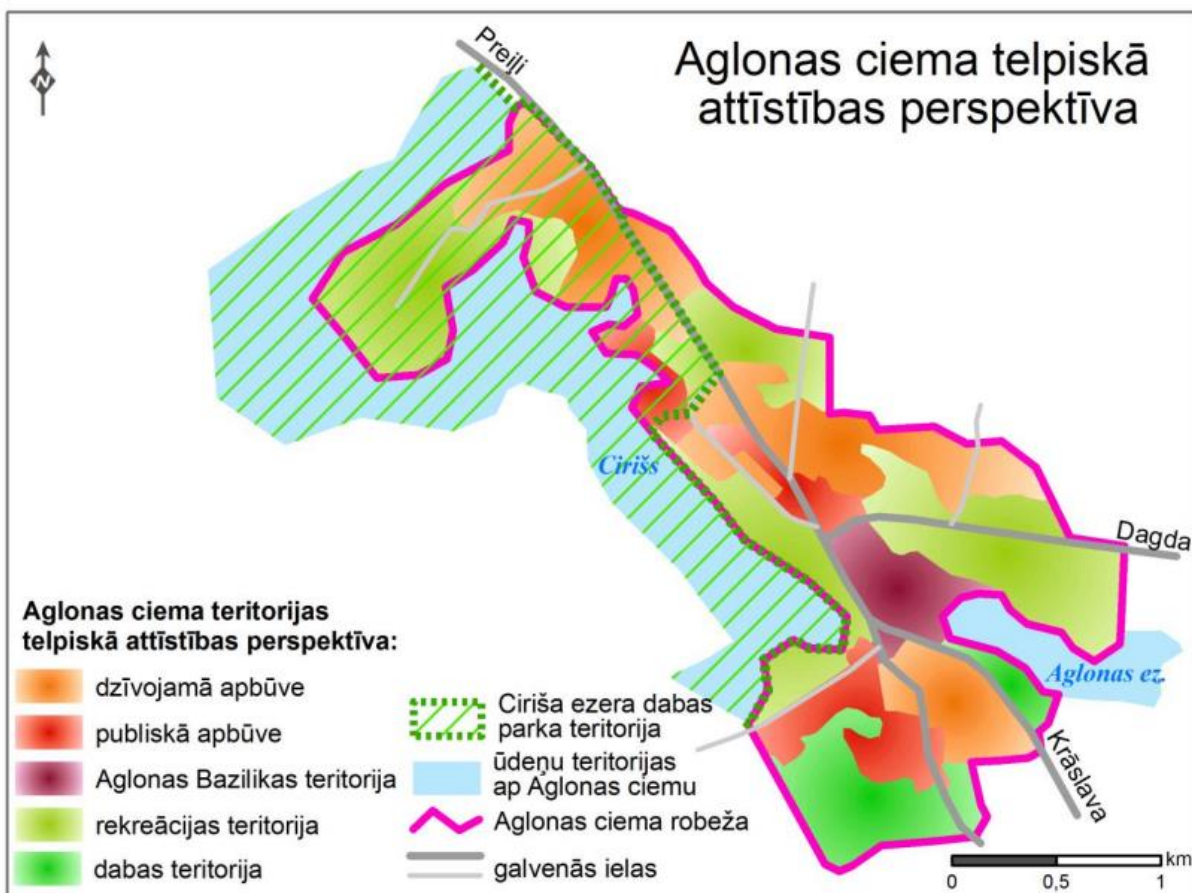 Aglonas ciema telpiskā
attīstības perspektīva
N
Preiļi
Cirišs
Dagda
Aglonas ez.
Krāslava
Aglonas ciema teritorijas
telpiskā attīstības perspektīva:
dzīvojamā apbūve
publiskā apbūve
Aglonas Bazilikas teritorija
rekreācijas teritorija
dabas teritorija
Ciriša ezera dabas
parka teritorija
ūdeņu teritorijas
ap Aglonas ciemu
Aglonas ciema robeža
galvenās ielas
km
0 0,5 1